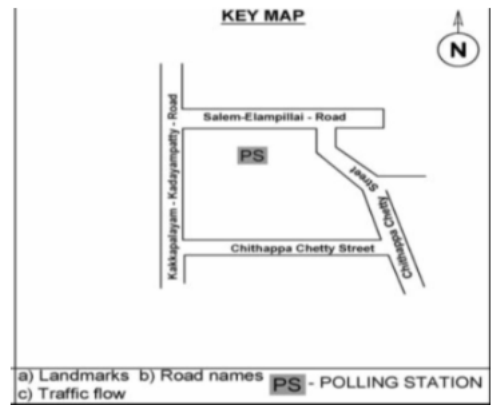 KEY MAP
N
Salem-Elampillai - Road
Kakkapalayam - Kadayampatty - Road
PS
Street
Chithappa Chetty
Chithappa Chetty Street
a) Landmarks b) Road names
c) Traffic flow
PS - POLLING STATION